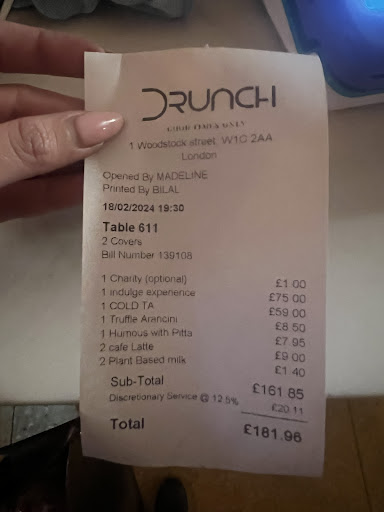 DRUNCH
GOOD TIMES ONLY
1 Woodstock street, W1C 2AA
London
Opened By MADELINE
Printed By BILAL
18/02/2024 19:30
Table 611
2 Covers
Bill Number 139108
1 Charity (optional) £1.00
1 indulge experience £75.00
1 COLD TA £59.00
1 Truffle Arancini £8.50
1 Humous with Pitta £7.95
2 cafe Latte £9.00
2 Plant Based milk £1.40
Sub-Total £161.85
Discretionary Service @ 12.5% £20.11
Total £181.96